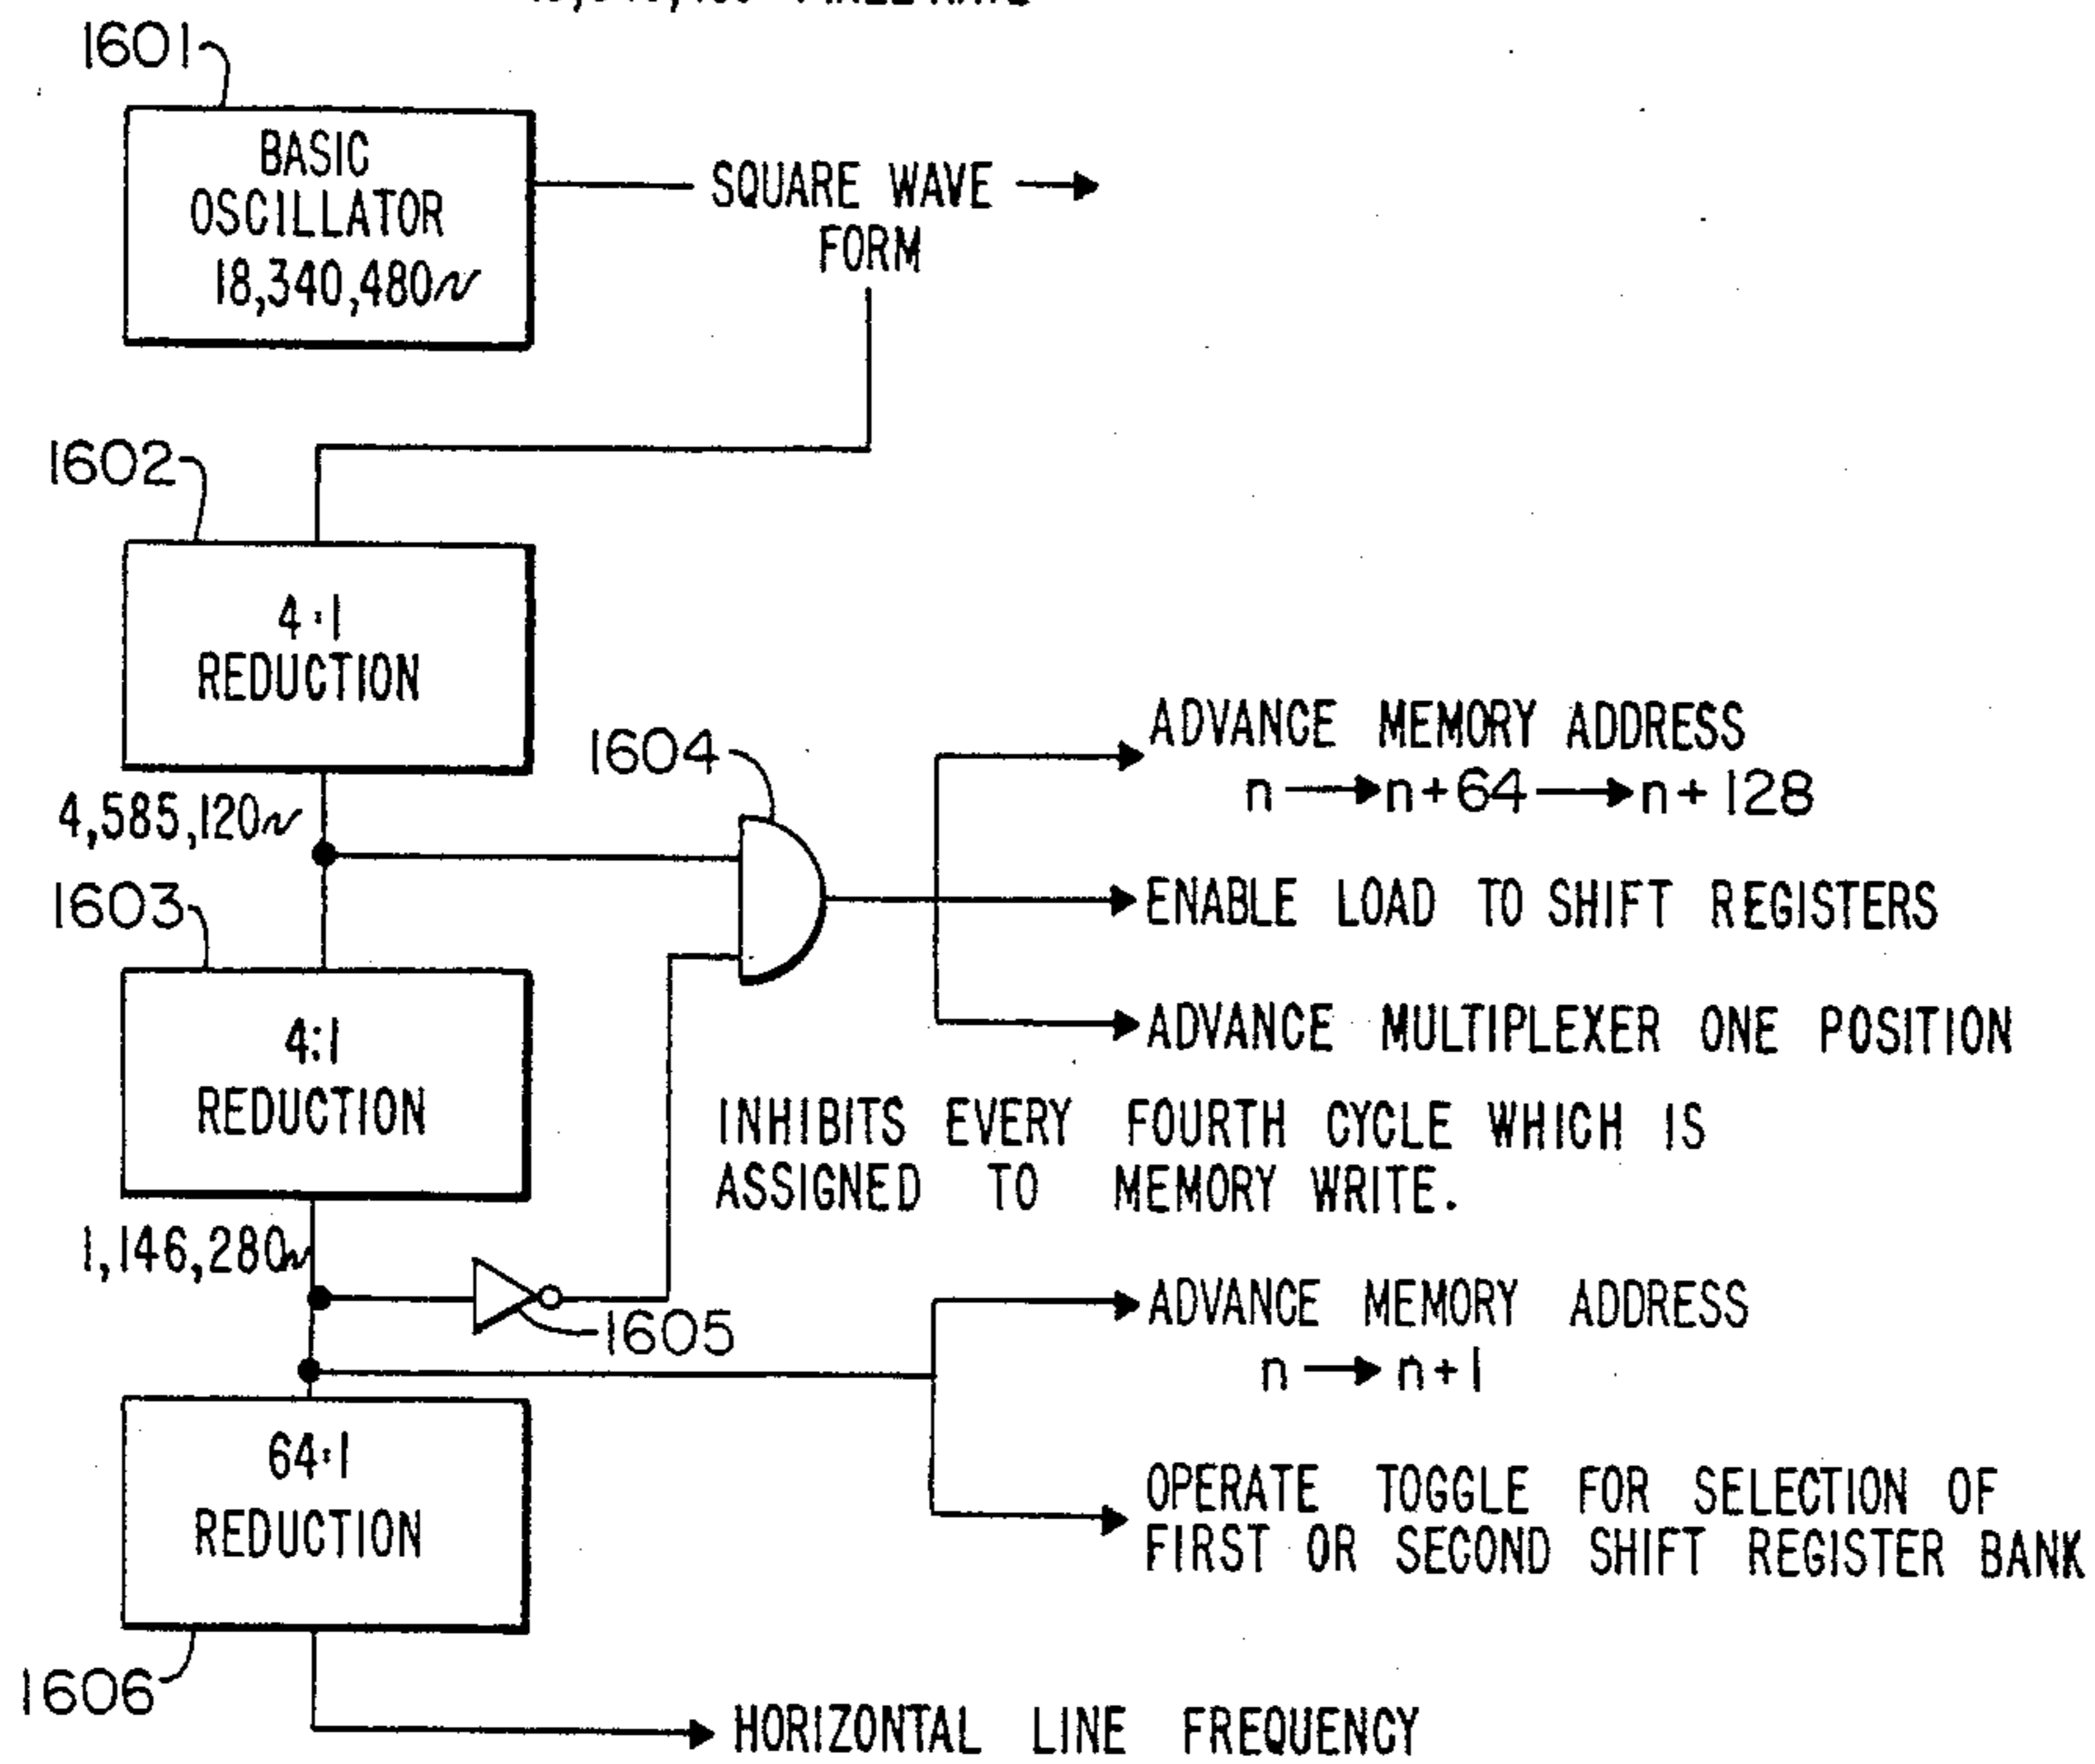 1601
BASIC
OSCILLATOR
18,340,480~
SQUARE WAVE
FORM
1602
4:1
REDUCTION
4,585,120~
1604
ADVANCE MEMORY ADDRESS
n→n+64→n+128
1603
ENABLE LOAD TO SHIFT REGISTERS
4:1
REDUCTION
ADVANCE MULTIPLEXER ONE POSITION
INHIBITS EVERY FOURTH CYCLE WHICH IS
ASSIGNED TO MEMORY WRITE.
1,146,280~
1605
ADVANCE MEMORY ADDRESS
n→n+1
64:1
REDUCTION
OPERATE TOGGLE FOR SELECTION OF
FIRST OR SECOND SHIFT REGISTER BANK
1606
HORIZONTAL LINE FREQUENCY